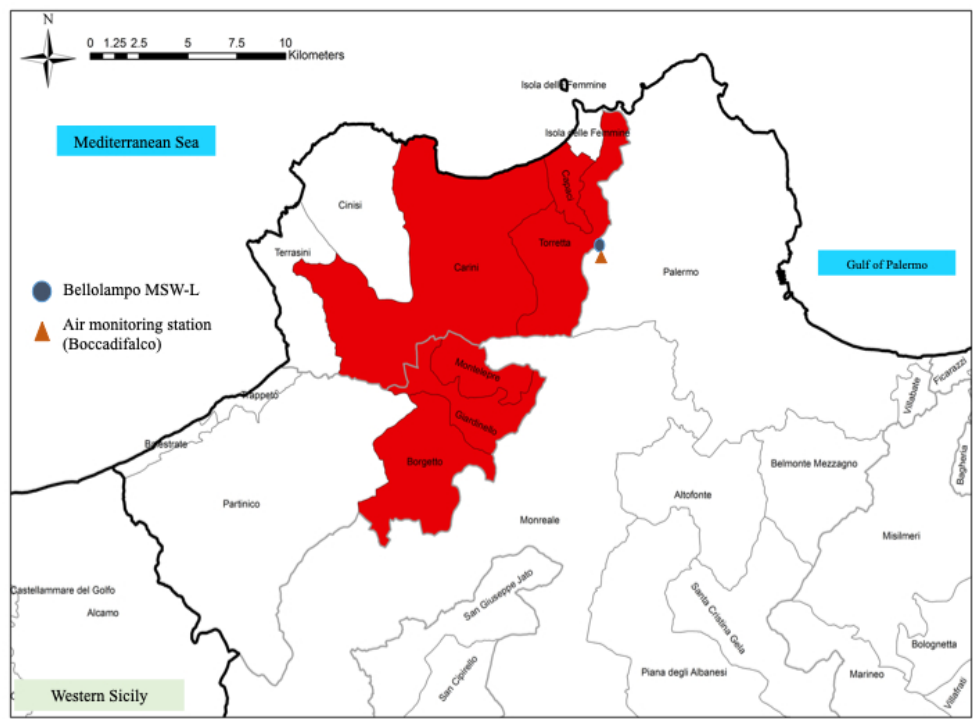 N
0 1.25 2.5 5 7.5 10
Kilometers
Isola delle Femmine
Isola delle Femmine
Mediterranean Sea
Capaci
Cinisi
Terrasini
Torretta
Carini
Palermo
Gulf of Palermo
Bellolampo MSW-L
Air monitoring station
(Boccadifalco)
Montelepre
Giardinello
Trappeto
Balestrate
Borgetto
Villabate
Ficarazzi
Bagheria
Belmonte Mezzagno
Altofonte
Partinico
Monreale
Misilmeri
Castellammare del Golfo
Alcamo
San Giuseppe Jato
Santa Cristina Gela
San Cipirello
Piana degli Albanesi
Marineo
Bolognetta
Villafrati
Western Sicily